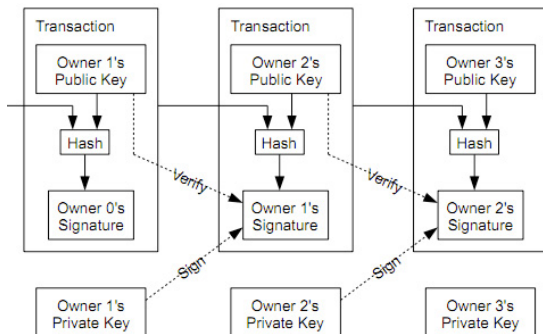 Transaction
Owner 1's
Public Key
Hash
Owner 0's
Signature
Transaction
Owner 2's
Public Key
Hash
Verify
Owner 1's
Signature
Transaction
Owner 3's
Public Key
Hash
Verify
Owner 2's
Signature
Sign
Sign
Owner 1's
Private Key
Owner 2's
Private Key
Owner 3's
Private Key